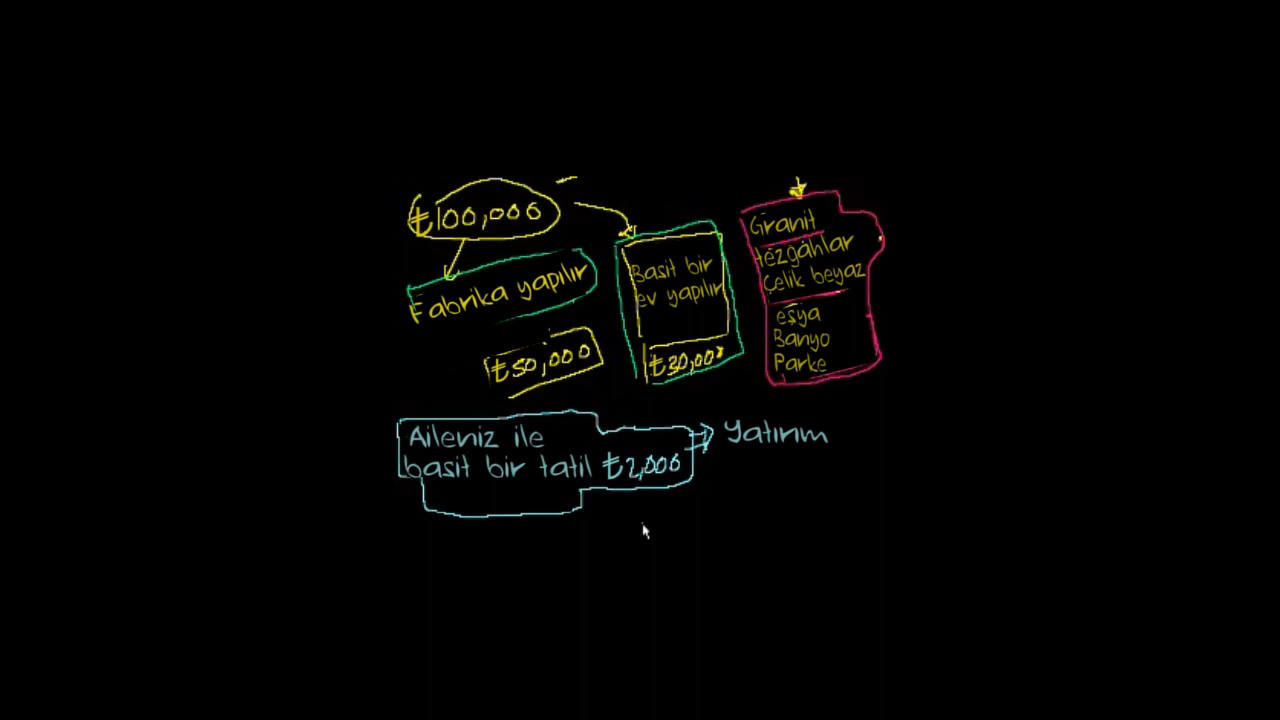 ₺100,000
Fabrika yapılır
₺50,000
Basit bir
ev yapılır
₺30,000
Granit
tezgâhlar
Çelik beyaz
eşya
Banyo
Parke
Aileniz ile
basit bir tatil ₺2,000
Yatırım